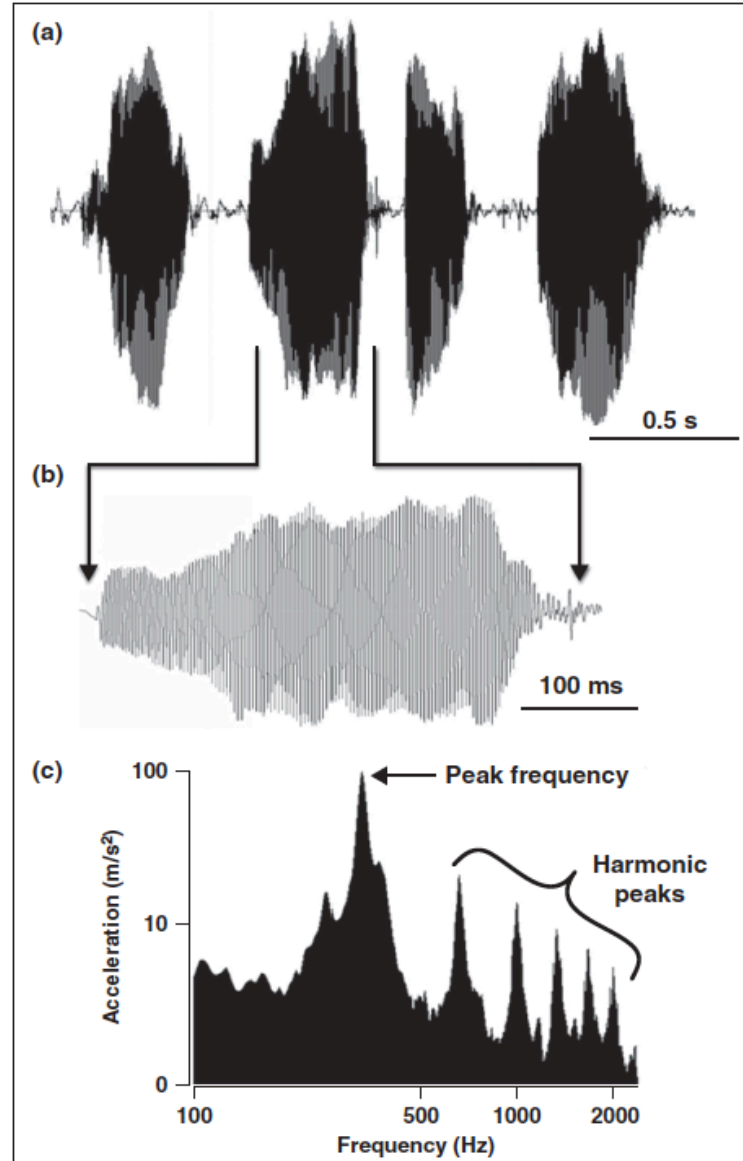 (a)
0.5 s
(b)
100 ms
(c)
100
Peak frequency
Harmonic
peaks
10
Acceleration (m/s²)
0
100
500
1000
2000
Frequency (Hz)